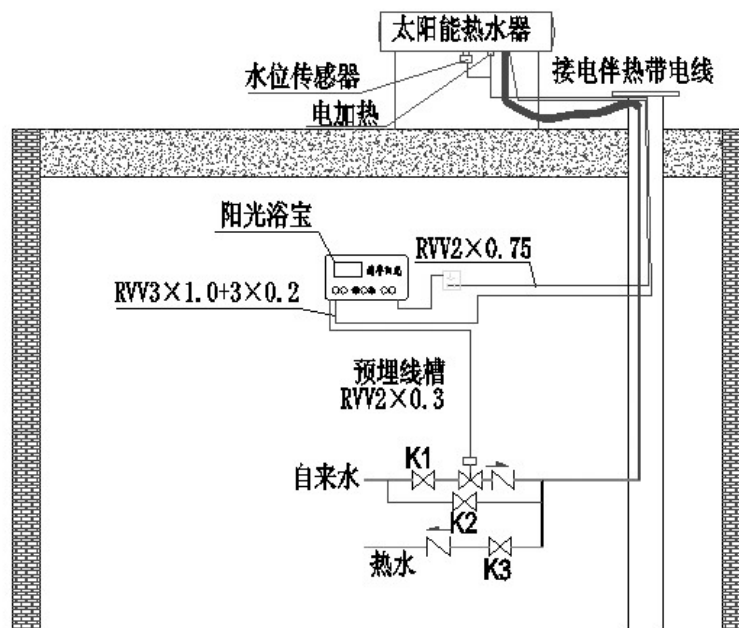 太阳能热水器
水位传感器
接电伴热带电线
电加热
阳光浴宝
RVV2×0.75
RVV3×1.0+3×0.2
预埋线槽
RVV2×0.3
K1
自来水
K2
热水
K3